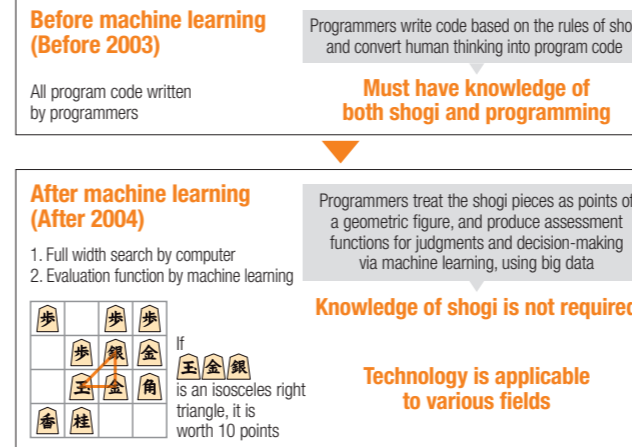 Before machine learning
(Before 2003)
All program code written
by programmers
Programmers write code based on the rules of
and convert human thinking into program code
Must have knowledge of
both shogi and programming
After machine learning
(After 2004)
1. Full width search by computer
2. Evaluation function by machine learning
歩 歩 歩
歩 銀 金
玉 金 角
香 桂
If
玉 金 銀
is an isosceles right
triangle, it is
worth 10 points
Programmers treat the shogi pieces as points of
a geometric figure, and produce assessment
functions for judgments and decision-making
via machine learning, using big data
Knowledge of shogi is not required
Technology is applicable
to various fields